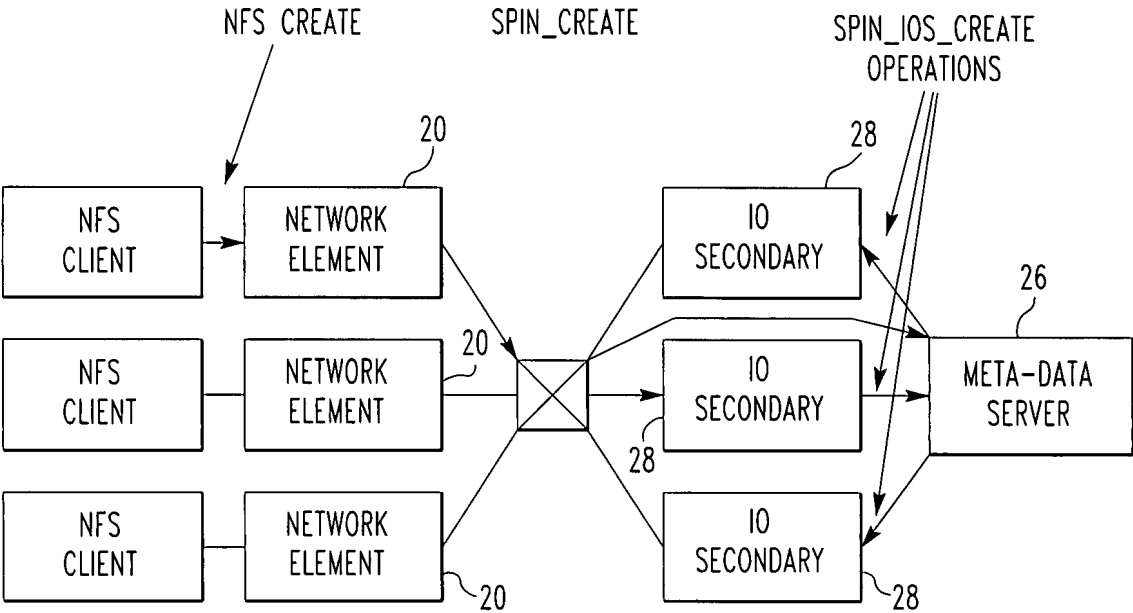 NFS CREATE
SPIN_CREATE
SPIN_IOS_CREATE
OPERATIONS
20
28
NFS
CLIENT
NETWORK
ELEMENT
IO
SECONDARY
26
NFS
CLIENT
20
NETWORK
ELEMENT
IO
SECONDARY
28
META-DATA
SERVER
NFS
CLIENT
NETWORK
ELEMENT
20
IO
SECONDARY
28